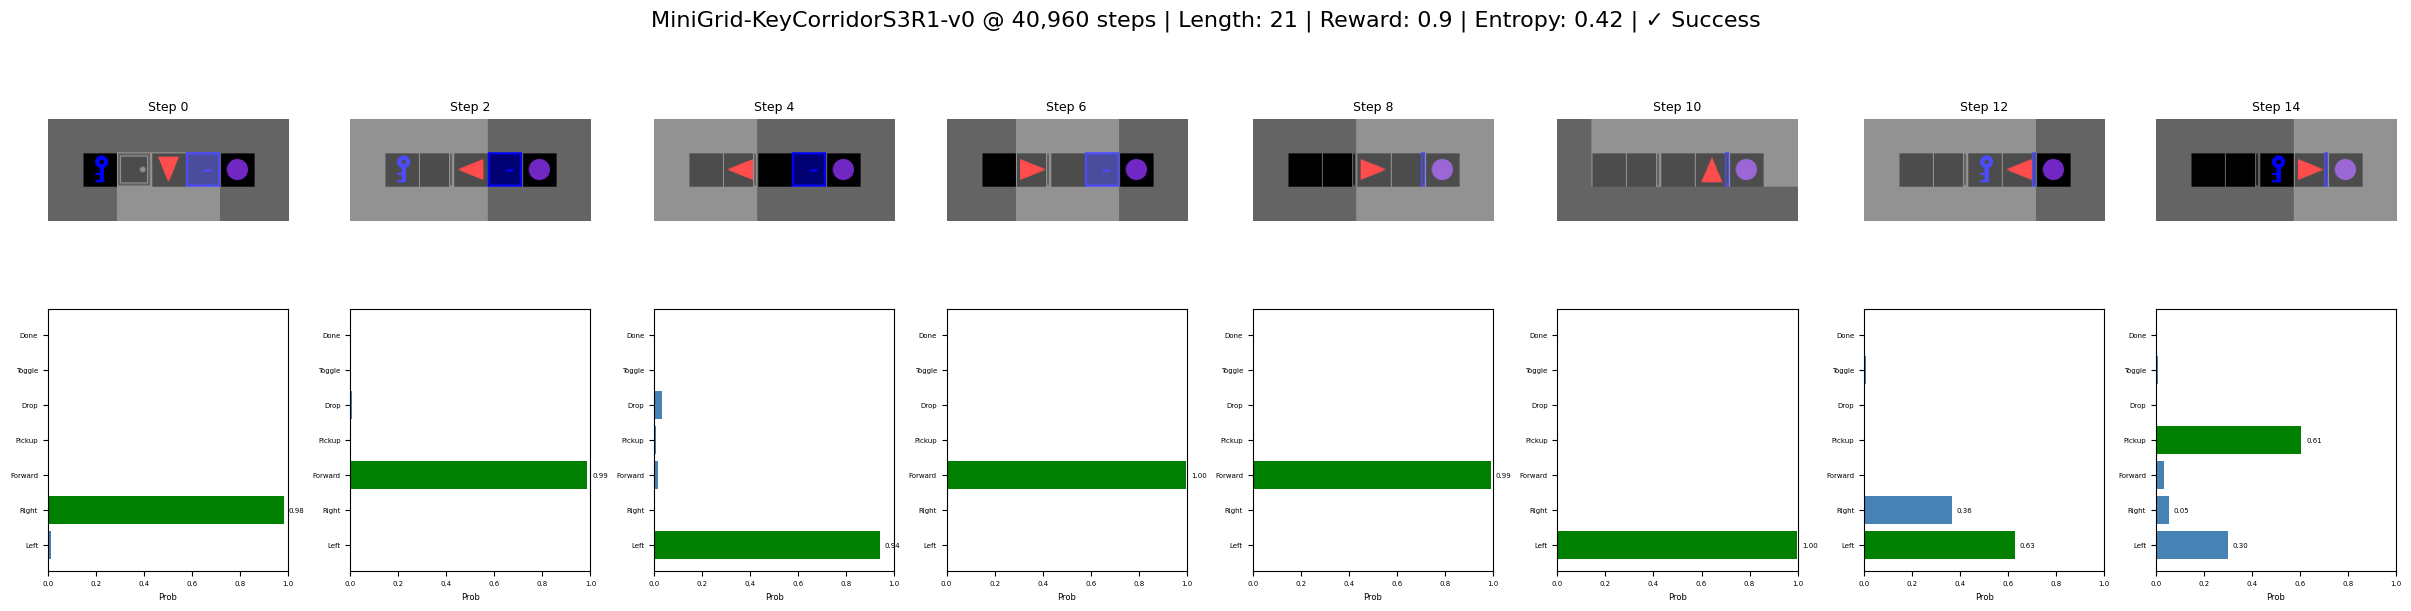 MiniGrid-KeyCorridorS3R1-v0 @ 40,960 steps | Length: 21 | Reward: 0.9 | Entropy: 0.42 | ✓ Success
Step 0
Step 2
Step 4
Step 6
Step 8
Step 10
Step 12
Step 14
Done
Toggle
Drop
Pickup
Forward
Right
Left
0.98
0.0 0.2 0.4 0.6 0.8 1.0
Prob
Done
Toggle
Drop
Pickup
Forward
Right
Left
0.99
0.0 0.2 0.4 0.6 0.8 1.0
Prob
Done
Toggle
Drop
Pickup
Forward
Right
Left
0.94
0.0 0.2 0.4 0.6 0.8 1.0
Prob
Done
Toggle
Drop
Pickup
Forward
Right
Left
1.00
0.0 0.2 0.4 0.6 0.8 1.0
Prob
Done
Toggle
Drop
Pickup
Forward
Right
Left
0.99
0.0 0.2 0.4 0.6 0.8 1.0
Prob
Done
Toggle
Drop
Pickup
Forward
Right
Left
1.00
0.0 0.2 0.4 0.6 0.8 1.0
Prob
Done
Toggle
Drop
Pickup
Forward
Right
0.36
Left
0.63
0.0 0.2 0.4 0.6 0.8 1.0
Prob
Done
Toggle
Drop
Pickup
0.61
Forward
Right
0.05
Left
0.30
0.0 0.2 0.4 0.6 0.8 1.0
Prob